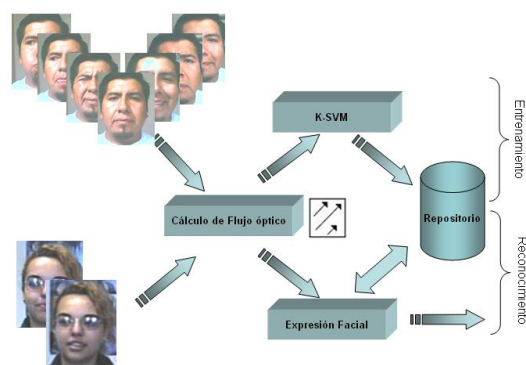 K-SVM
Entrenamiento
Cálculo de Flujo óptico
Repositorio
Reconocimiento
Expresión Facial